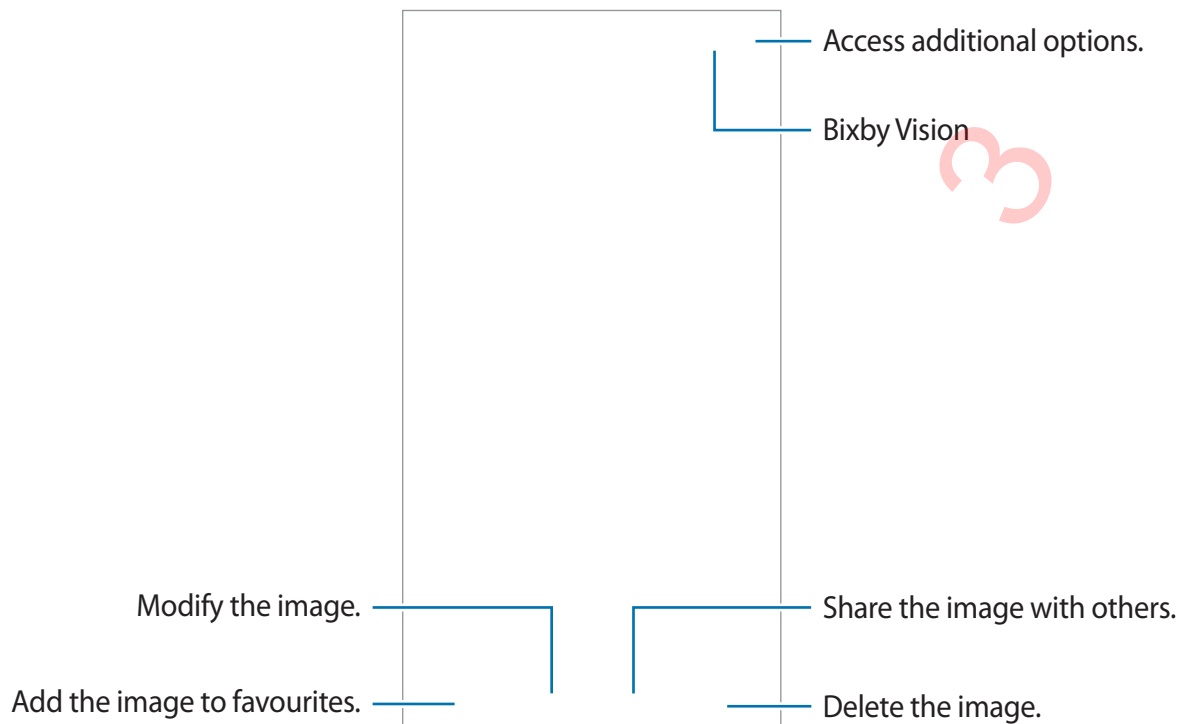 Access additional options.
Bixby Vision
3
Modify the image.
Share the image with others.
Add the image to favourites.
Delete the image.